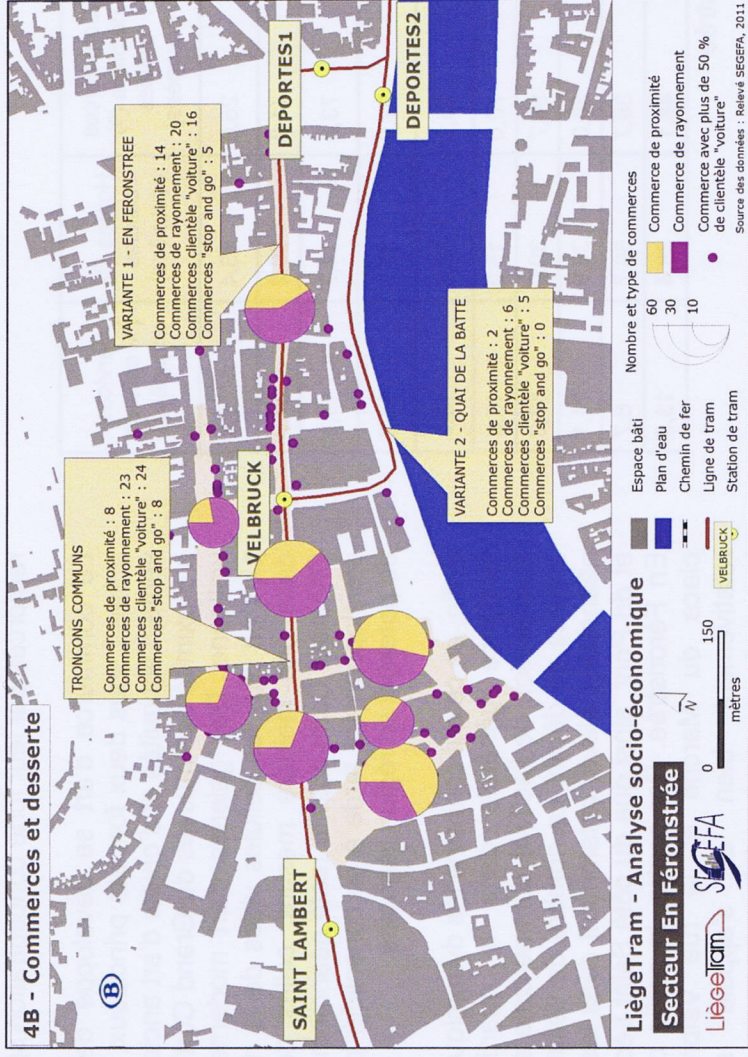 4B - Commerces et desserte
B
TRONCONS COMMUNS
Commerces de proximité : 8
Commerces de rayonnement : 23
Commerces clientèle "voiture" : 24
Commerces "stop and go" : 8
VARIANTE 1 - EN FERONSTREE
Commerces de proximité : 14
Commerces de rayonnement : 20
Commerces clientèle "voiture" : 16
Commerces "stop and go" : 5
SAINT LAMBERT
VELBRUCK
DEPORTES1
DEPORTES2
VARIANTE 2 - QUAI DE LA BATTE
Commerces de proximité : 2
Commerces de rayonnement : 6
Commerces clientèle "voiture" : 5
Commerces "stop and go" : 0
LiègeTram - Analyse socio-économique
Secteur En Féronstrée
LiègeTram
SEGEFA
N
0
150
mètres
Espace bâti
Plan d'eau
Chemin de fer
Ligne de tram
VELBRUCK
Station de tram
Nombre et type de commerces
60
30
10
Commerce de proximité
Commerce de rayonnement
Commerce avec plus de 50 %
de clientèle "voiture"
Source des données : Relevé SEGEFA, 2011